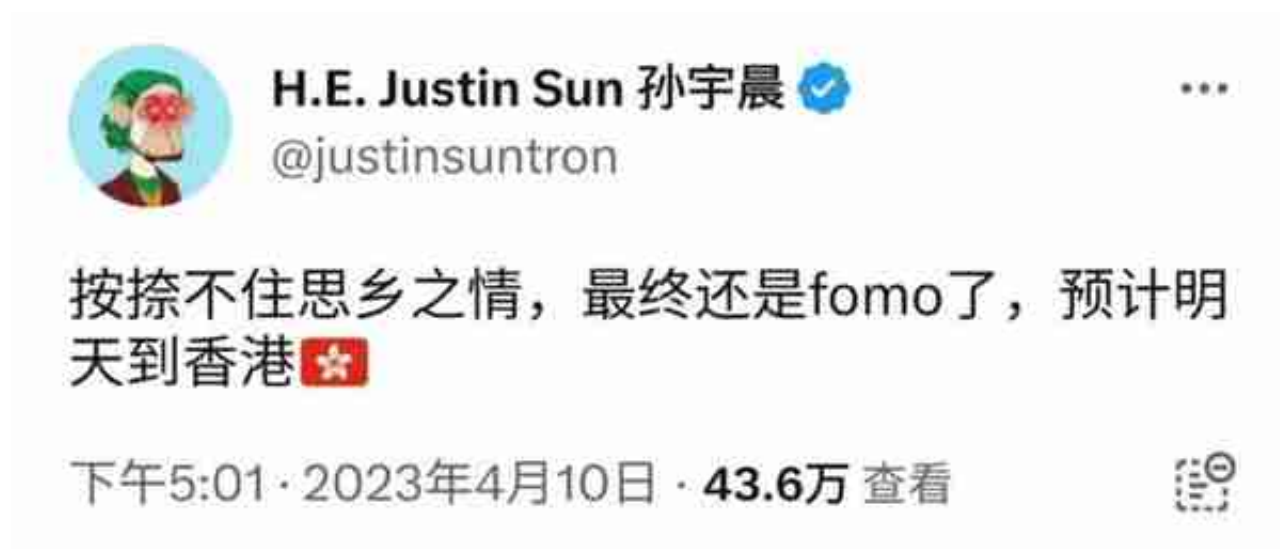 H.E. Justin Sun 孙宇晨
@justinsuntron
按捺不住思乡之情，最终还是fomo了，预计明
天到香港🇭🇰
下午5:01 · 2023年4月10日 · 43.6万 查看